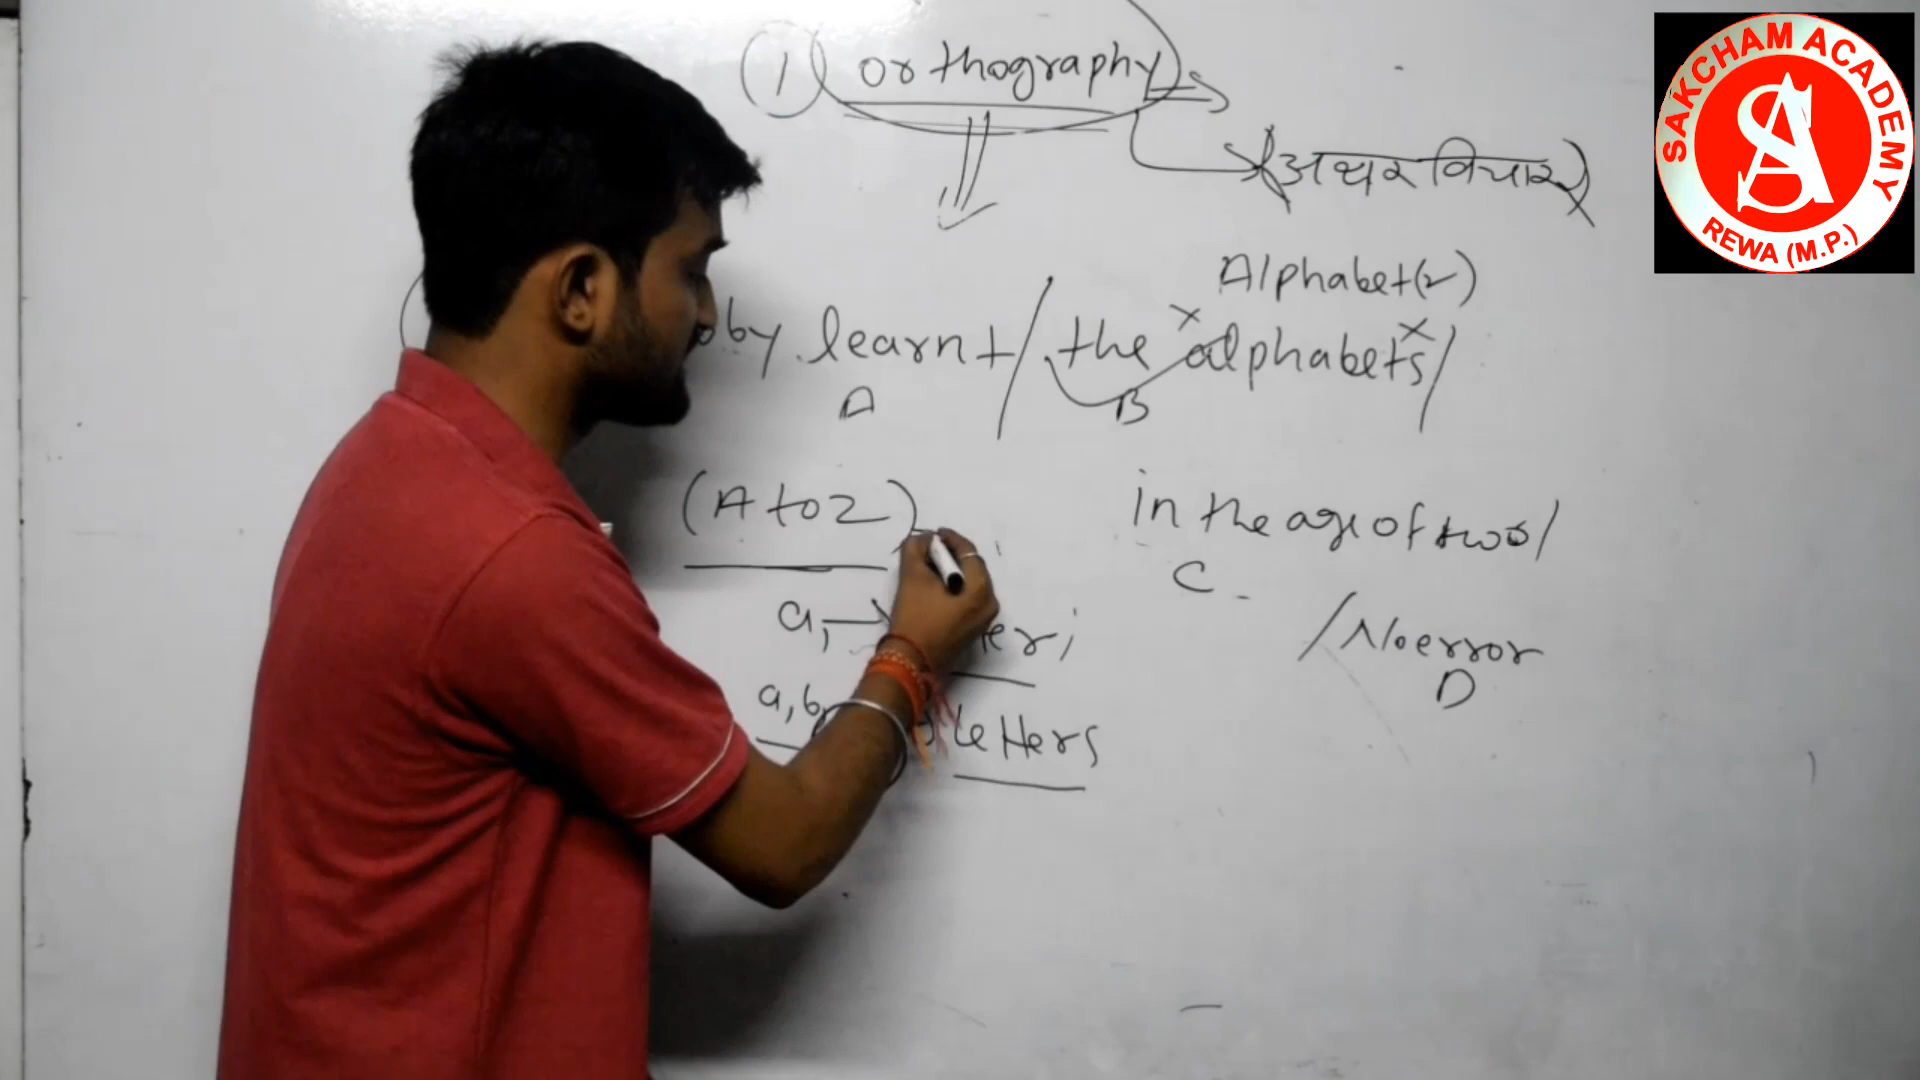 1 orthography
(अक्षर विचार)
Alphabet(r)
by learnt / the alphabets /
A B
(A to Z)
in the age of two /
C
a, →
/ No error
D
a, b,
letters
SAKCHAM ACADEMY
SA
REWA (M.P.)